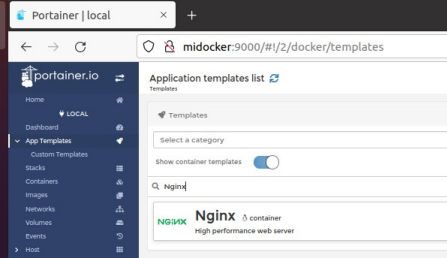 Portainer | local
×
+
midocker:9000/#!/2/docker/templates
portainer.io
Home
LOCAL
Dashboard
App Templates
Custom Templates
Stacks
Containers
Images
Networks
Volumes
Events
Host
Application templates list
Templates
Templates
Select a category
Show container templates
Nginx
NGINX
Nginx container
High performance web server